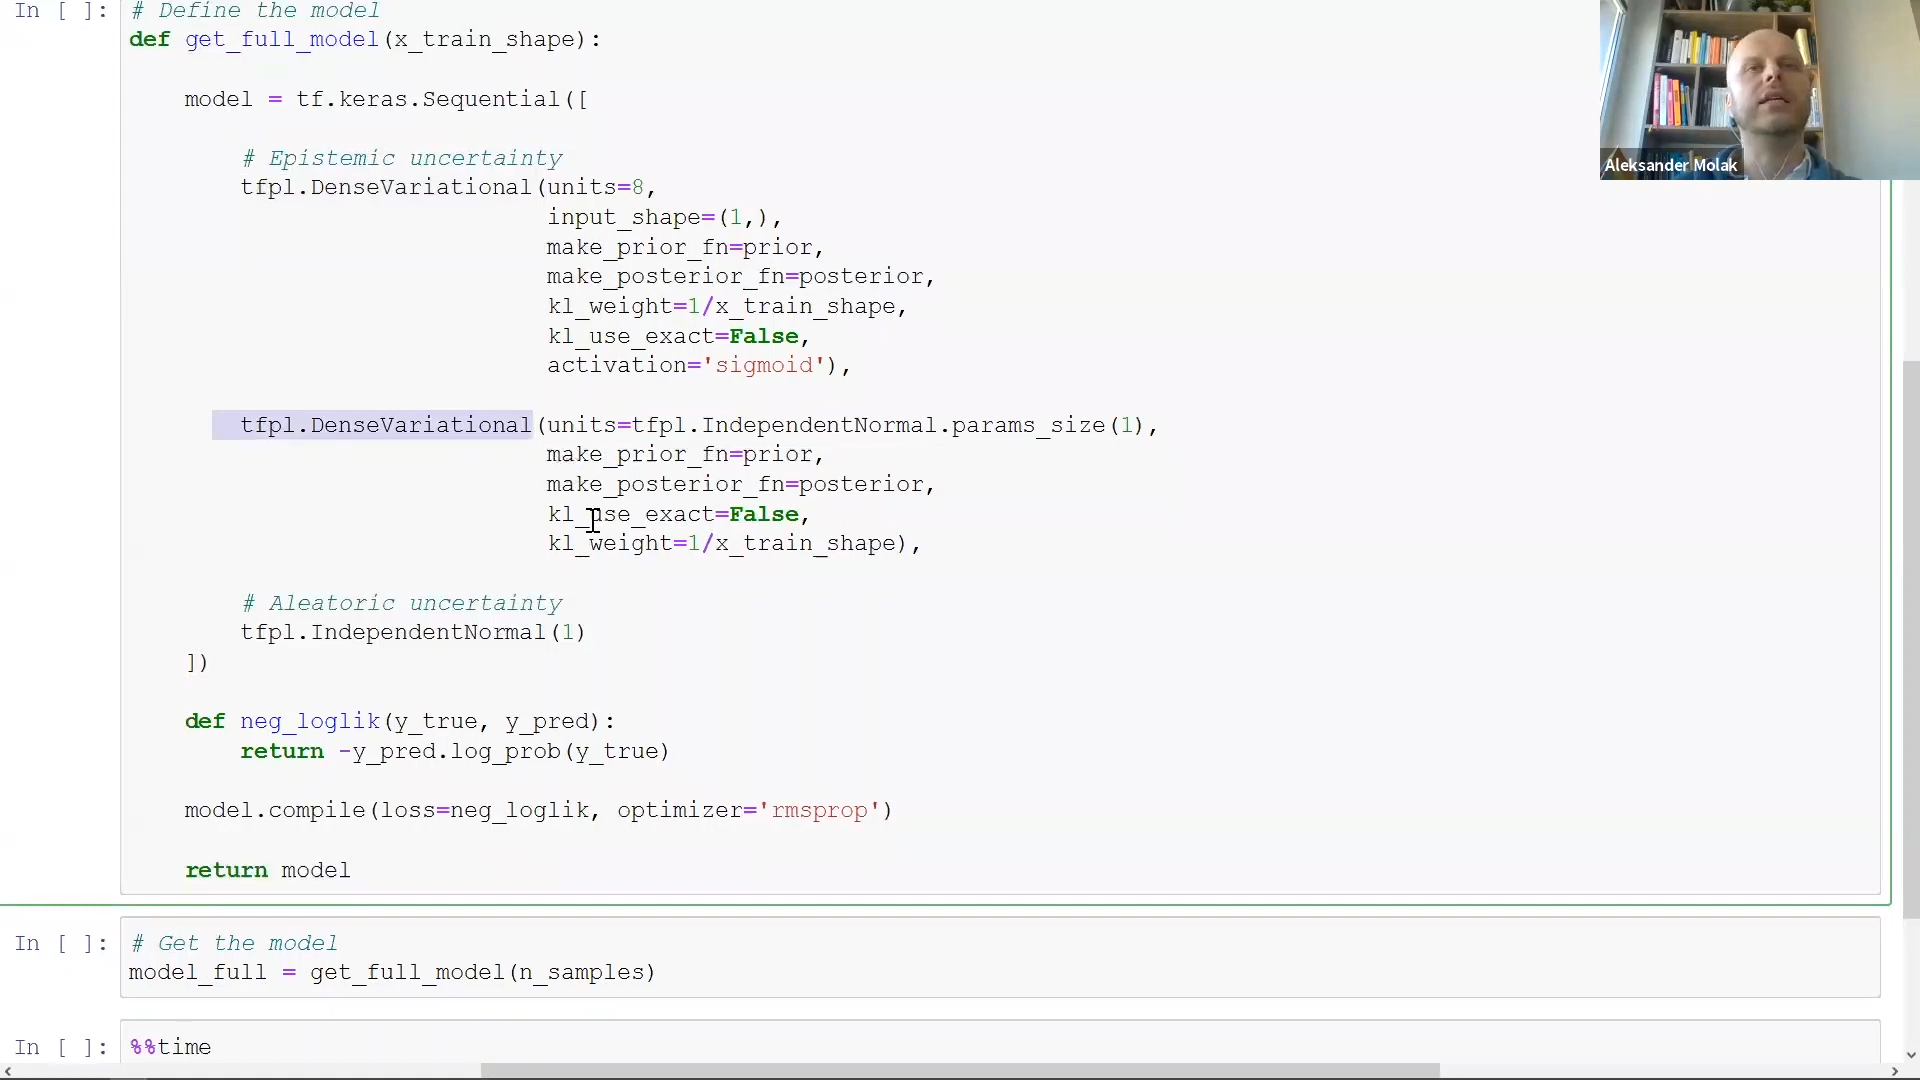 In [ ]: # Define the model
def get_full_model(x_train_shape):
model = tf.keras.Sequential([
# Epistemic uncertainty
tfpl.DenseVariational(units=8,
input_shape=(1,),
make_prior_fn=prior,
make_posterior_fn=posterior,
kl_weight=1/x_train_shape,
kl_use_exact=False,
activation='sigmoid'),
tfpl.DenseVariational(units=tfpl.IndependentNormal.params_size(1),
make_prior_fn=prior,
make_posterior_fn=posterior,
kl_use_exact=False,
kl_weight=1/x_train_shape),
# Aleatoric uncertainty
tfpl.IndependentNormal(1)
])
def neg_loglik(y_true, y_pred):
return -y_pred.log_prob(y_true)
model.compile(loss=neg_loglik, optimizer='rmsprop')
return model
In [ ]: # Get the model
model_full = get_full_model(n_samples)
In [ ]: %%time
Aleksander Molak